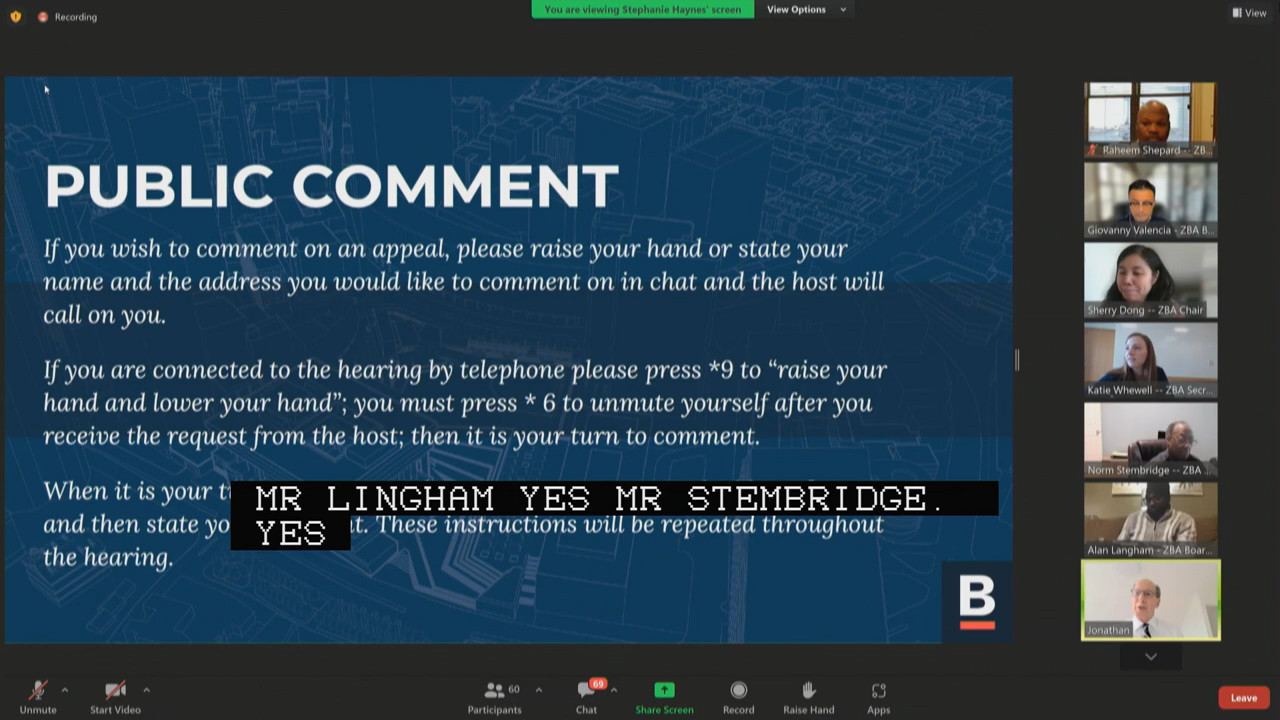 Recording
You are viewing Stephanie Haynes' screen
View Options
View
PUBLIC COMMENT
If you wish to comment on an appeal, please raise your hand or state your
name and the address you would like to comment on in chat and the host will
call on you.
If you are connected to the hearing by telephone please press *9 to “raise your
hand and lower your hand”; you must press * 6 to unmute yourself after you
receive the request from the host; then it is your turn to comment.
When it is your
and then state
t. These instructions will be repeated throughout
the hearing.
MR LINGHAM YES MR STEMBRIDGE.
YES
B
Raheem Shepard -- ZB...
Giovanny Valencia - ZBA B...
Sherry Dong -- ZBA Chair
Katie Whewell -- ZBA Secr...
Norm Stembridge -- ZBA ...
Alan Langham - ZBA Boar...
Jonathan
Unmute
Start Video
60
Participants
69
Chat
Share Screen
Record
Raise Hand
Apps
Leave